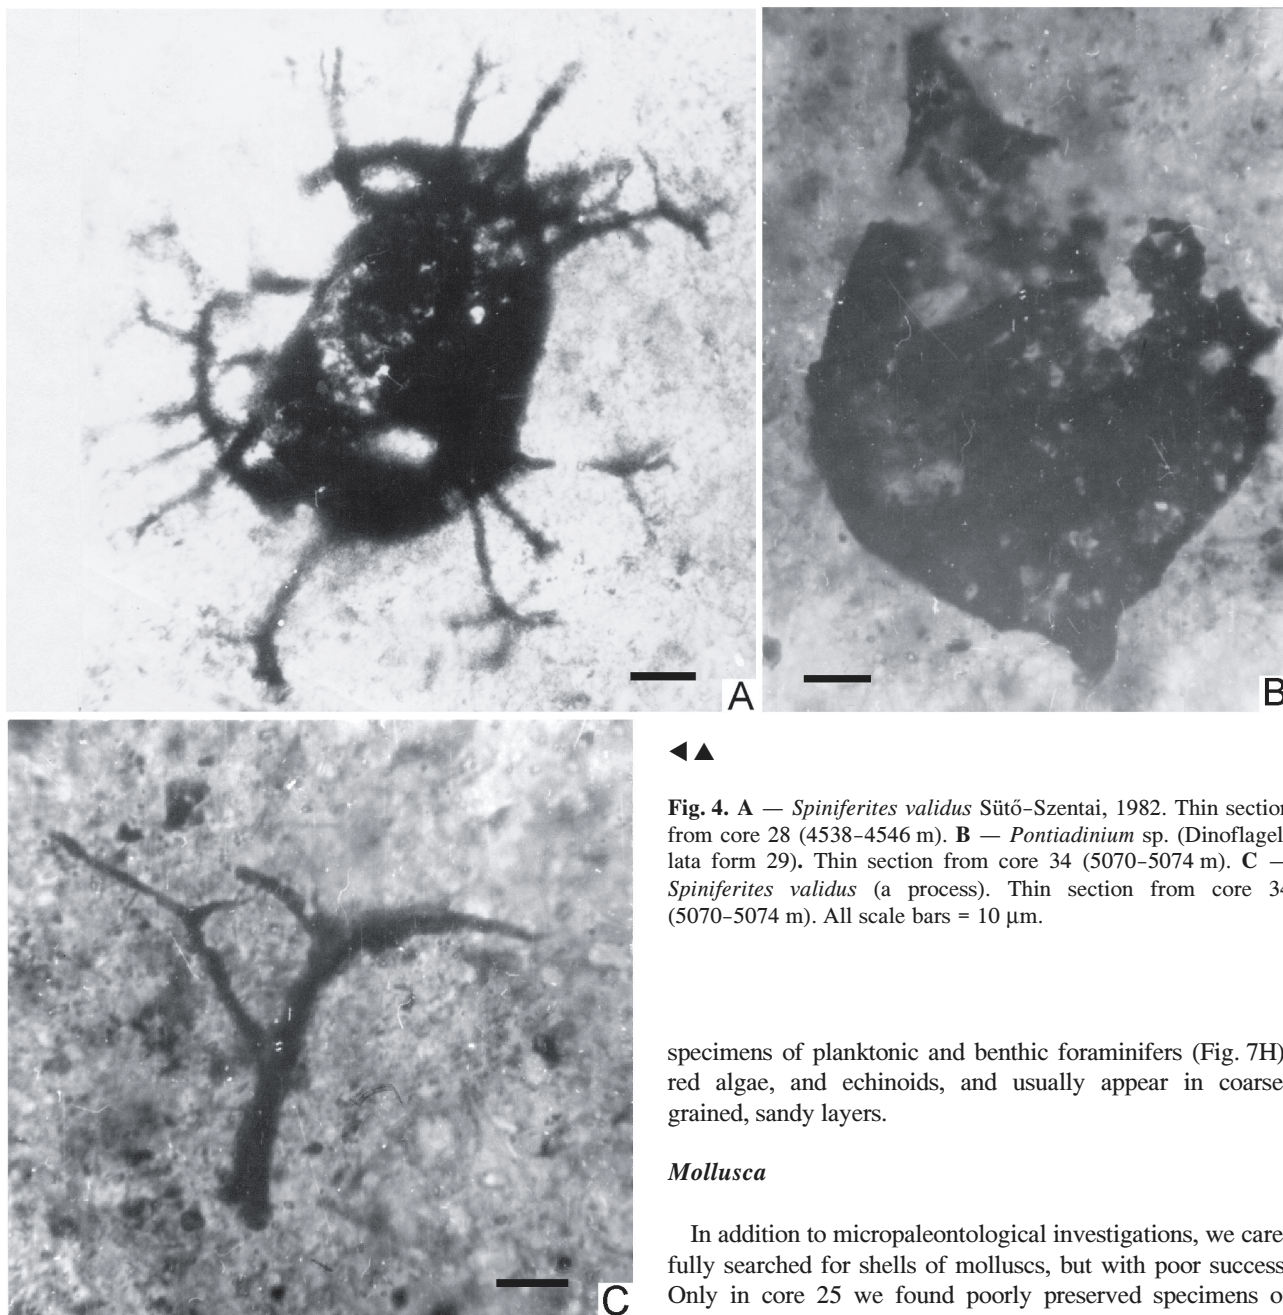 A
B
C
Fig. 4. A — Spiniferites validus Sütő–Szentai, 1982. Thin section
from core 28 (4538–4546 m). B — Pontiadinium sp. (Dinoflagel-
lata form 29). Thin section from core 34 (5070–5074 m). C —
Spiniferites validus (a process). Thin section from core 34
(5070–5074 m). All scale bars = 10 μm.
specimens of planktonic and benthic foraminifers (Fig. 7H)
red algae, and echinoids, and usually appear in coarse
grained, sandy layers.
Mollusca
In addition to micropaleontological investigations, we care
fully searched for shells of molluscs, but with poor success
Only in core 25 we found poorly preserved specimens o